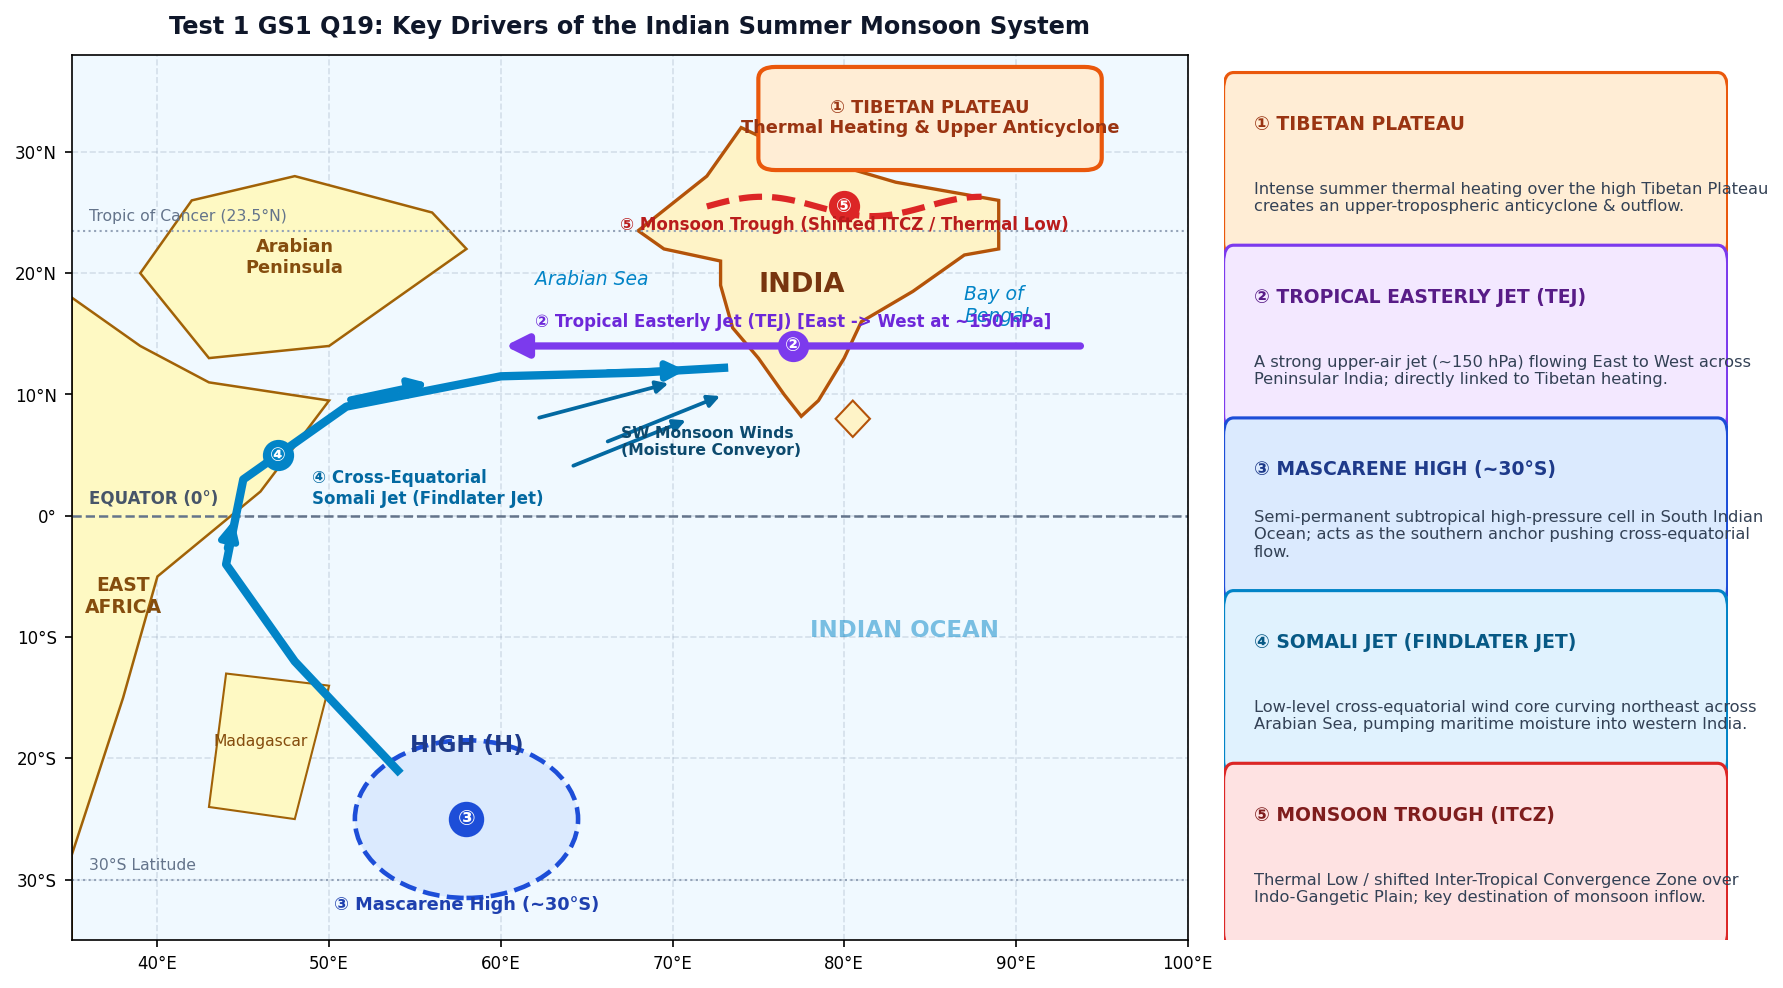 Test 1 GS1 Q19: Key Drivers of the Indian Summer Monsoon System
① TIBETAN PLATEAU
Thermal Heating & Upper Anticyclone
30°N
⑤
Tropic of Cancer (23.5°N)
⑤ Monsoon Trough (Shifted ITCZ / Thermal Low)
Arabian
Peninsula
20°N
Arabian Sea
INDIA
Bay of
Bengal
② Tropical Easterly Jet (TEJ) [East -> West at ~150 hPa]
②
10°N
SW Monsoon Winds
(Moisture Conveyor)
④
④ Cross-Equatorial
Somali Jet (Findlater Jet)
EQUATOR (0°)
0°
EAST
AFRICA
10°S
INDIAN OCEAN
Madagascar
HIGH (H)
20°S
③
30°S Latitude
30°S
③ Mascarene High (~30°S)
40°E
50°E
60°E
70°E
80°E
90°E
100°E
① TIBETAN PLATEAU
Intense summer thermal heating over the high Tibetan Plateau
creates an upper-tropospheric anticyclone & outflow.
② TROPICAL EASTERLY JET (TEJ)
A strong upper-air jet (~150 hPa) flowing East to West across
Peninsular India; directly linked to Tibetan heating.
③ MASCARENE HIGH (~30°S)
Semi-permanent subtropical high-pressure cell in South Indian
Ocean; acts as the southern anchor pushing cross-equatorial
flow.
④ SOMALI JET (FINDLATER JET)
Low-level cross-equatorial wind core curving northeast across
Arabian Sea, pumping maritime moisture into western India.
⑤ MONSOON TROUGH (ITCZ)
Thermal Low / shifted Inter-Tropical Convergence Zone over
Indo-Gangetic Plain; key destination of monsoon inflow.